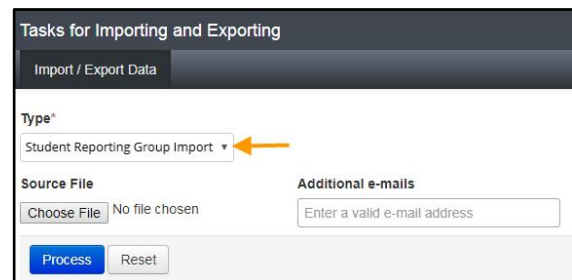 Tasks for Importing and Exporting
Import / Export Data
Type*
Student Reporting Group Import
Source File
Additional e-mails
Choose File No file chosen
Enter a valid e-mail address
Process
Reset